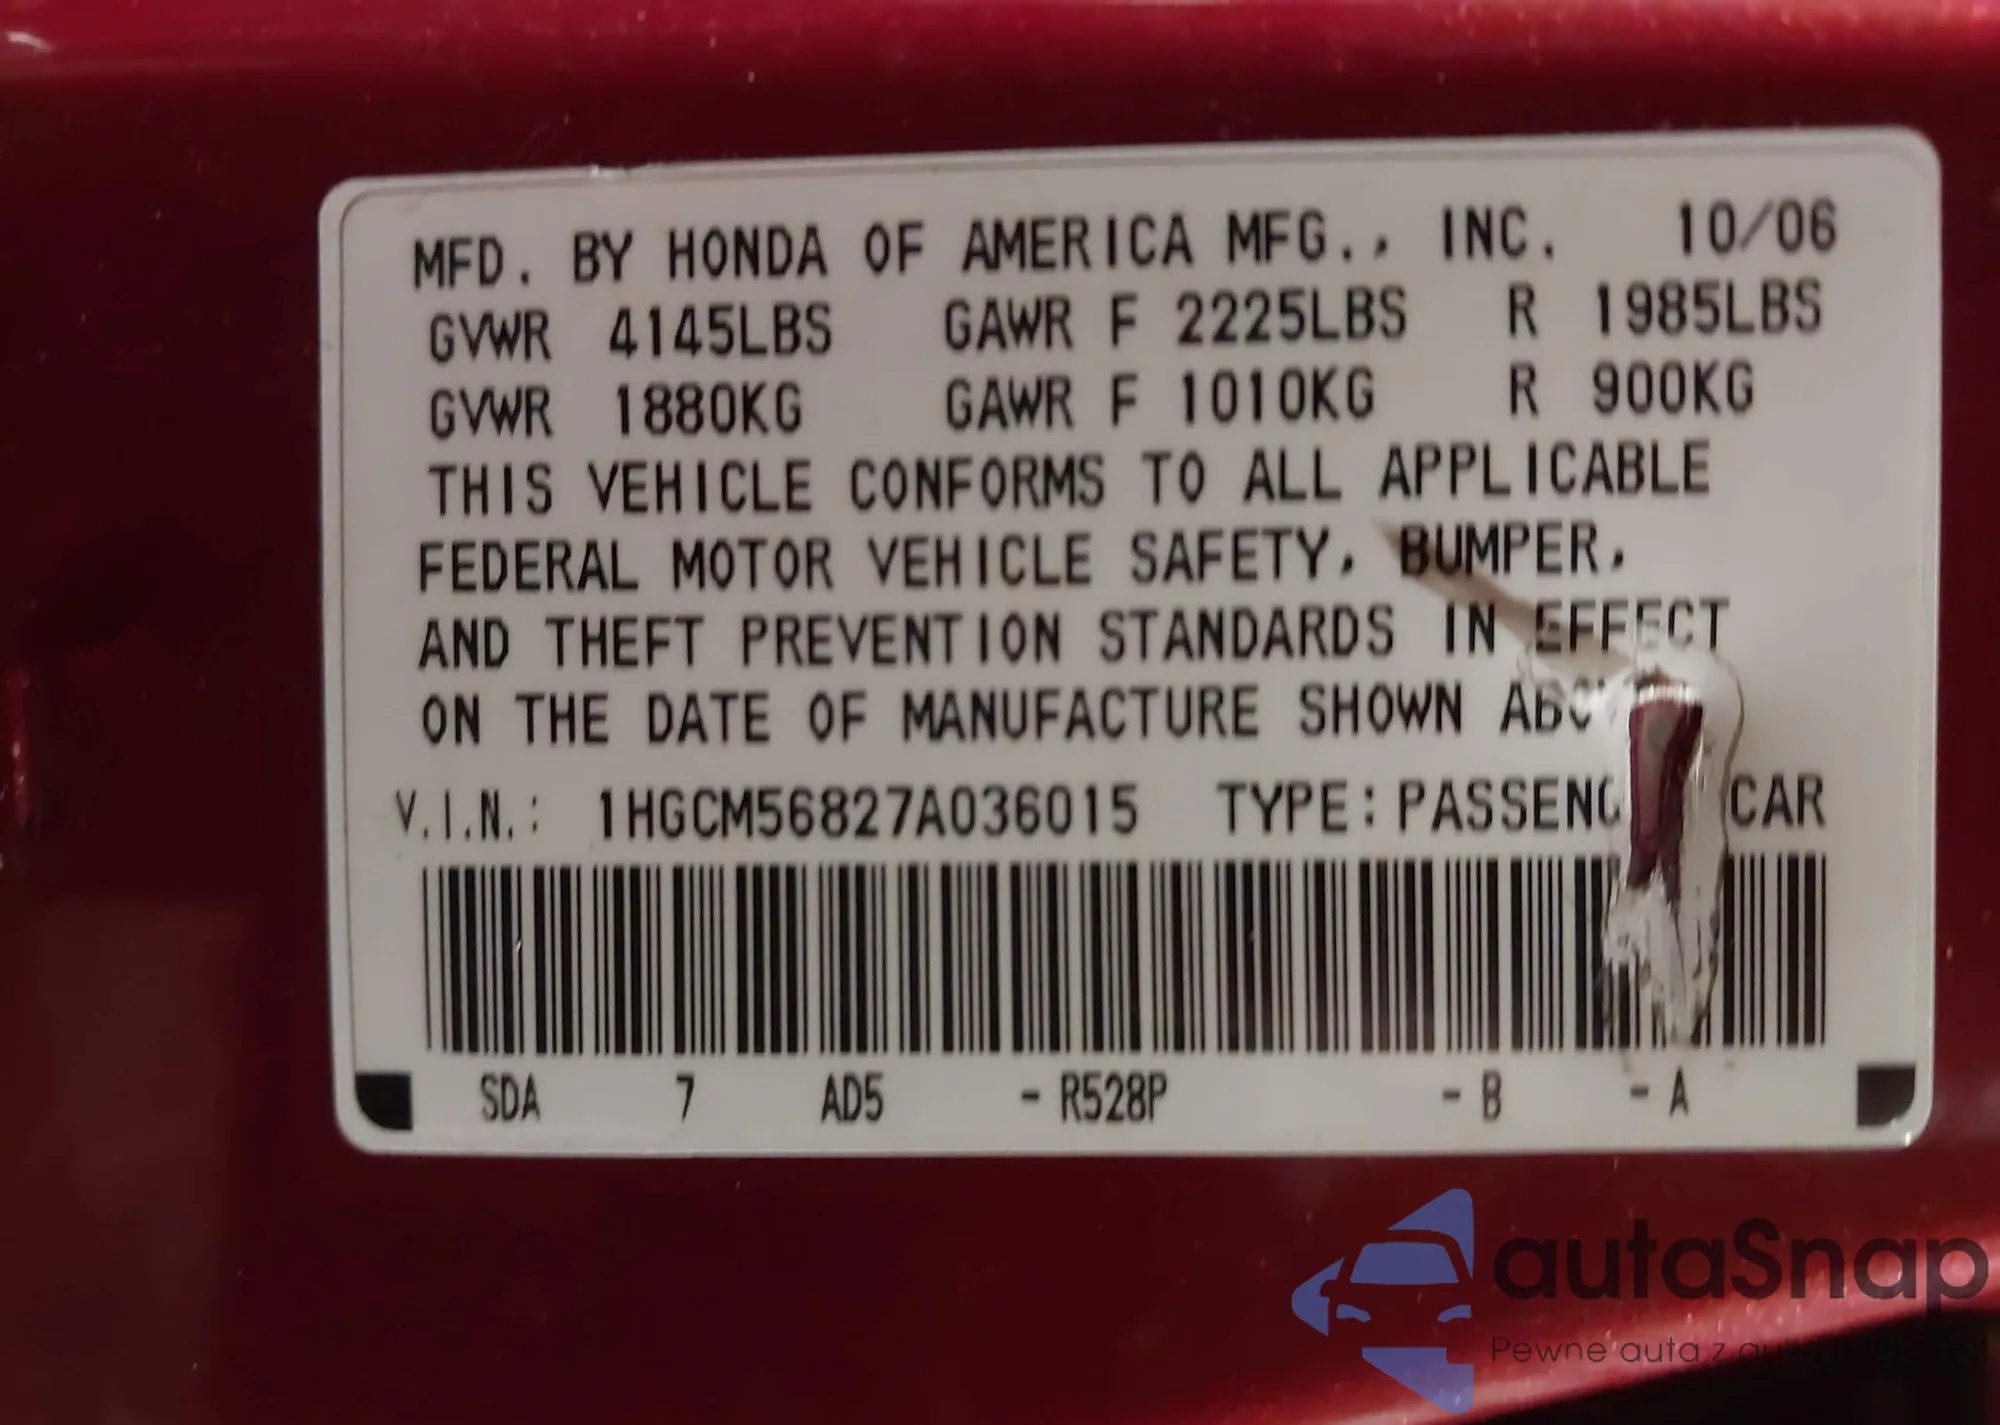 MFD. BY HONDA OF AMERICA MFG., INC. 10/06
GVWR 4145LBS GAWR F 2225LBS R 1985LBS
GVWR 1880KG GAWR F 1010KG R 900KG
THIS VEHICLE CONFORMS TO ALL APPLICABLE
FEDERAL MOTOR VEHICLE SAFETY, BUMPER,
AND THEFT PREVENTION STANDARDS IN EFFECT
ON THE DATE OF MANUFACTURE SHOWN
V.I.N.: 1HGCM56827A036015 TYPE: CAR
SDA 7 AD5 - R528P - B - A
autaSnap
Pewne auta z